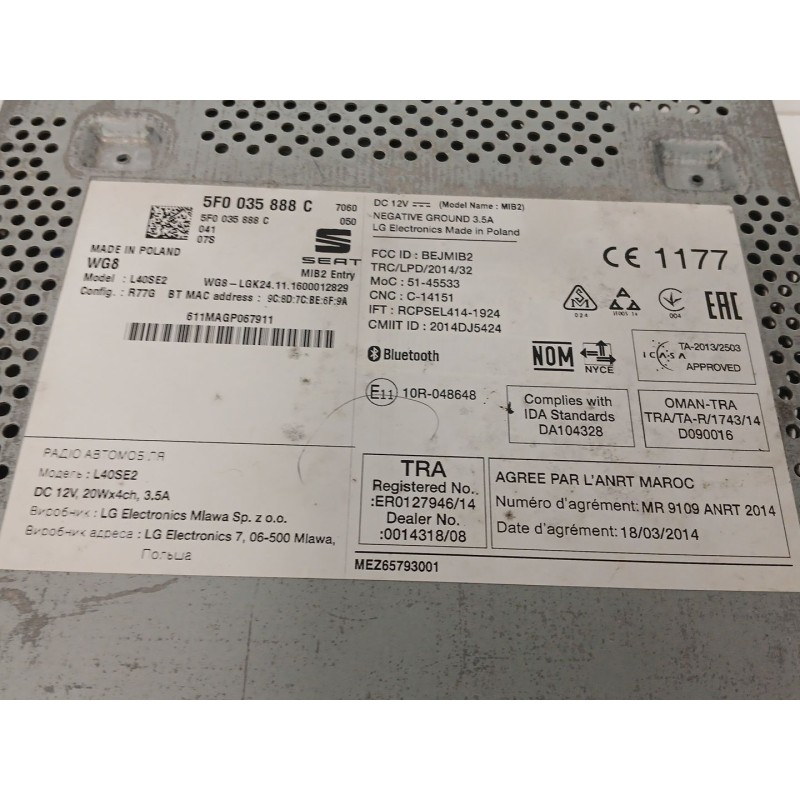 5F0 035 888 C 7060
5F0 035 888 C 050
041
07S
SEAT
MADE IN POLAND
WG8
MIB2 Entry
Model : L40SE2 WG8-LGK24.11.1600012829
Config. : R77G BT MAC address : 9C:8D:7C:BE:6F:9A
611MAGP067911
РАДІО АВТОМОБІЛЯ
Модель: L40SE2
DC 12V, 20Wx4ch, 3.5A
Виробник : LG Electronics Mlawa Sp. z o.o.
Виробник адреса : LG Electronics 7, 06-500 Mlawa,
Польша
DC 12V (Model Name : MIB2)
NEGATIVE GROUND 3.5A
LG Electronics Made in Poland
FCC ID : BEJMIB2
TRC/LPD/2014/32
MoC : 51-45533
CNC : C-14151
IFT : RCPSEL414-1924
CMIIT ID : 2014DJ5424
CE 1177
024
004
EAC
Bluetooth
NOM
NYCE
ICASA
TA-2013/2503
APPROVED
E11 10R-048648
Complies with
IDA Standards
DA104328
OMAN-TRA
TRA/TA-R/1743/14
D090016
TRA
Registered No.
:ER0127946/14
Dealer No.
:0014318/08
AGREE PAR L'ANRT MAROC
Numéro d'agrément: MR 9109 ANRT 2014
Date d'agrément: 18/03/2014
MEZ65793001